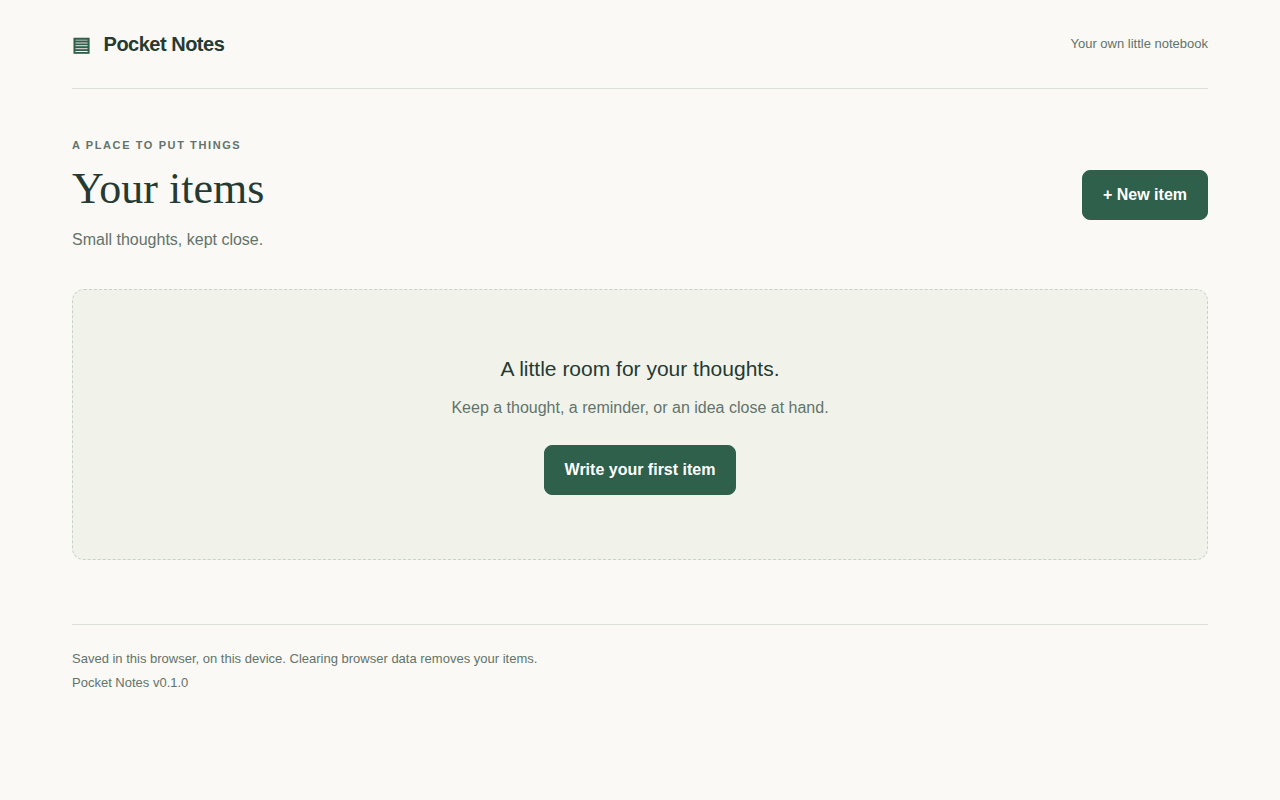 Pocket Notes
Your own little notebook
A PLACE TO PUT THINGS
Your items
+ New item
Small thoughts, kept close.
A little room for your thoughts.
Keep a thought, a reminder, or an idea close at hand.
Write your first item
Saved in this browser, on this device. Clearing browser data removes your items.
Pocket Notes v0.1.0